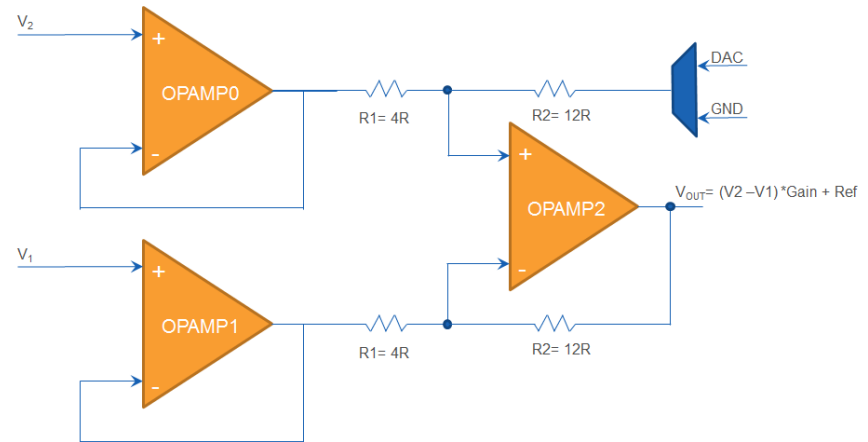 V₂
+
OPAMP0
-
R1= 4R
R2= 12R
DAC
GND
+
OPAMP2
-
V_OUT= (V2 –V1) *Gain + Ref
V₁
+
OPAMP1
-
R1= 4R
R2= 12R